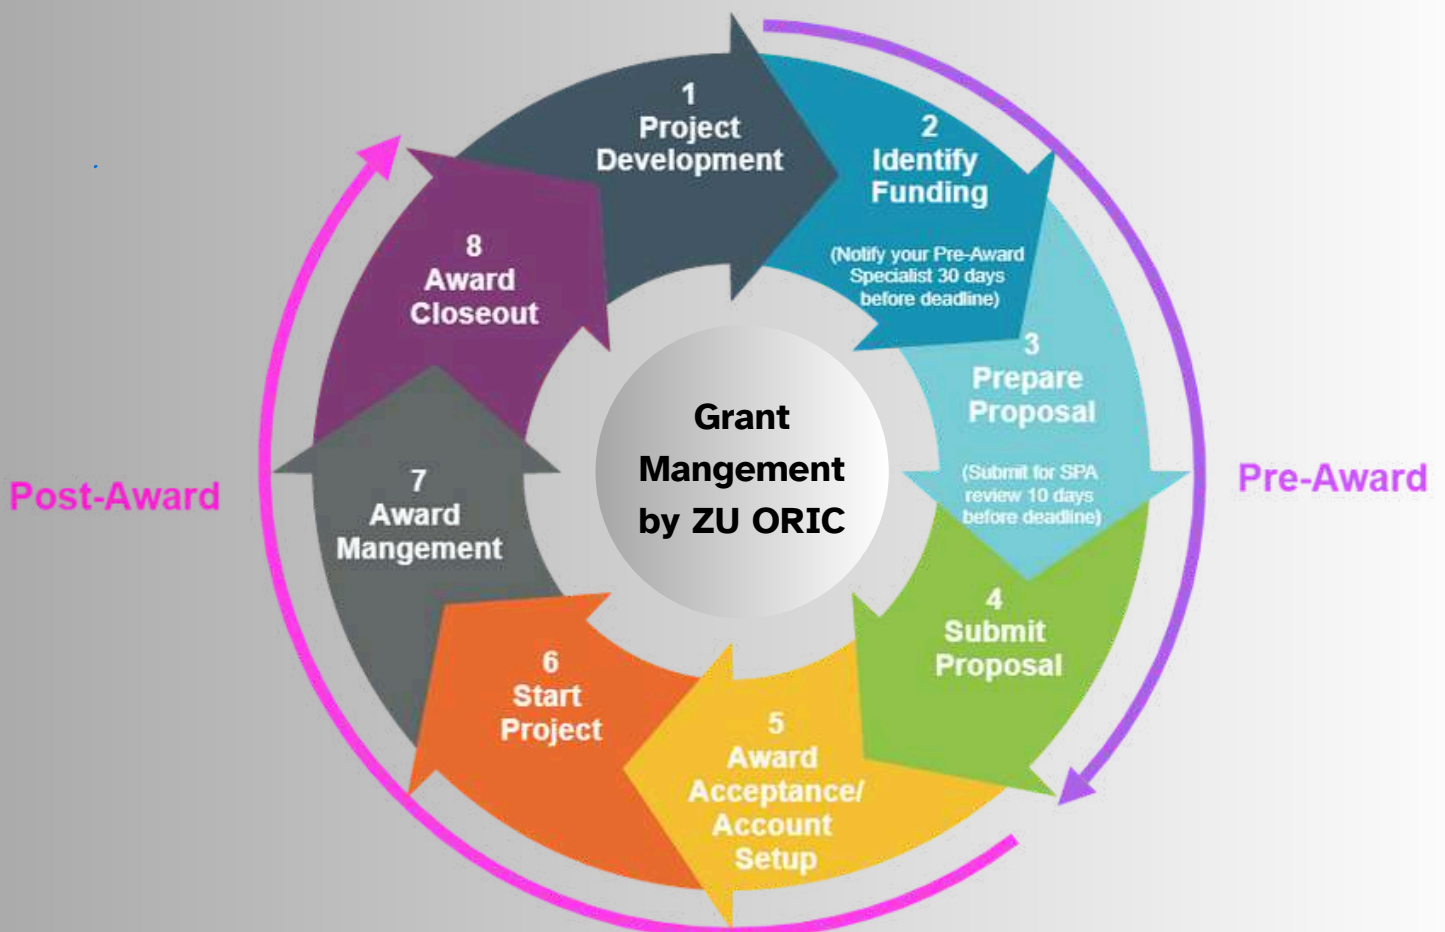 1
Project
Development
2
Identify
Funding
(Notify your Pre-Award
Specialist 30 days
before deadline)
3
Prepare
Proposal
(Submit for SPA
review 10 days
before deadline)
4
Submit
Proposal
5
Award
Acceptance/
Account
Setup
6
Start
Project
7
Award
Mangement
8
Award
Closeout
Grant
Mangement
by ZU ORIC
Post-Award
Pre-Award